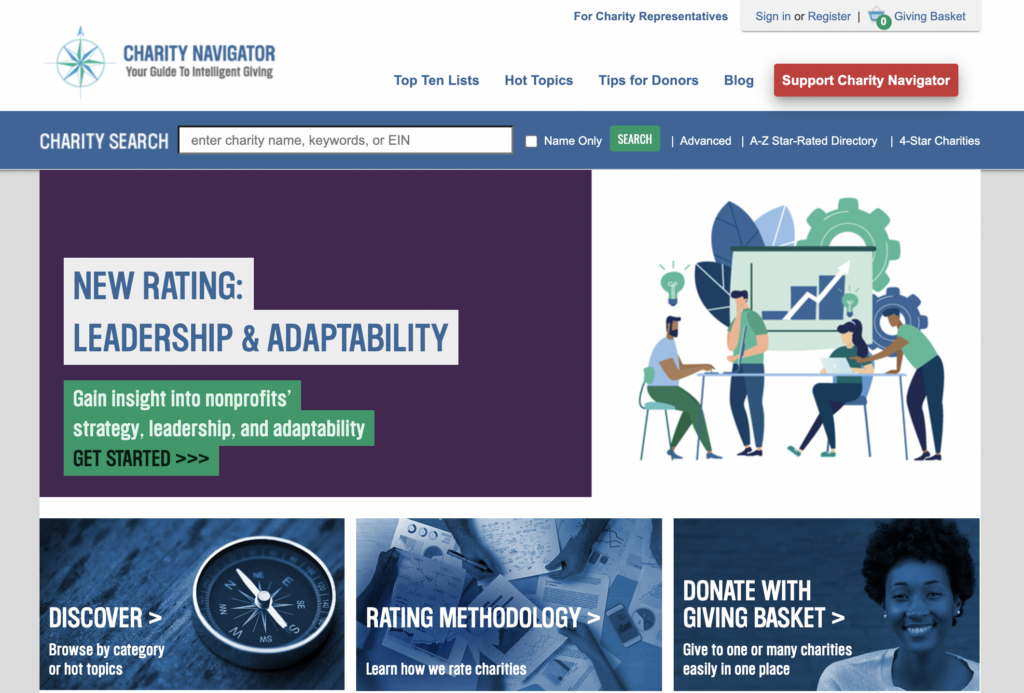 For Charity Representatives
Sign in or Register | 0 Giving Basket
CHARITY NAVIGATOR
Your Guide To Intelligent Giving
Top Ten Lists Hot Topics Tips for Donors Blog Support Charity Navigator
CHARITY SEARCH enter charity name, keywords, or EIN Name Only SEARCH | Advanced | A-Z Star-Rated Directory | 4-Star Charities
NEW RATING:
LEADERSHIP & ADAPTABILITY
Gain insight into nonprofits’
strategy, leadership, and adaptability
GET STARTED >>>
DISCOVER >
Browse by category
or hot topics
NE
E
SE
S
SW
W
NW
N
RATING METHODOLOGY >
Learn how we rate charities
DONATE WITH
GIVING BASKET >
Give to one or many charities
easily in one place